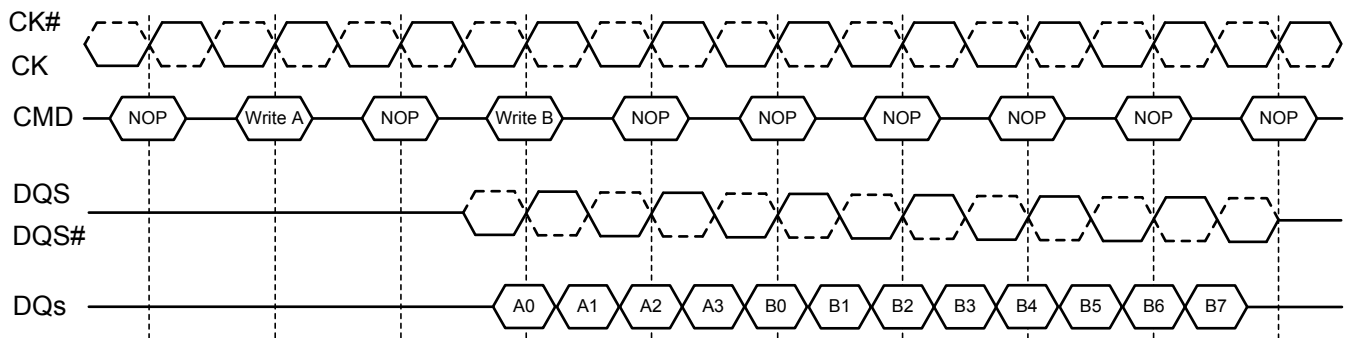 CK#
CK
CMD NOP Write A NOP Write B NOP NOP NOP NOP NOP NOP
DQS
DQS#
DQs A0 A1 A2 A3 B0 B1 B2 B3 B4 B5 B6 B7